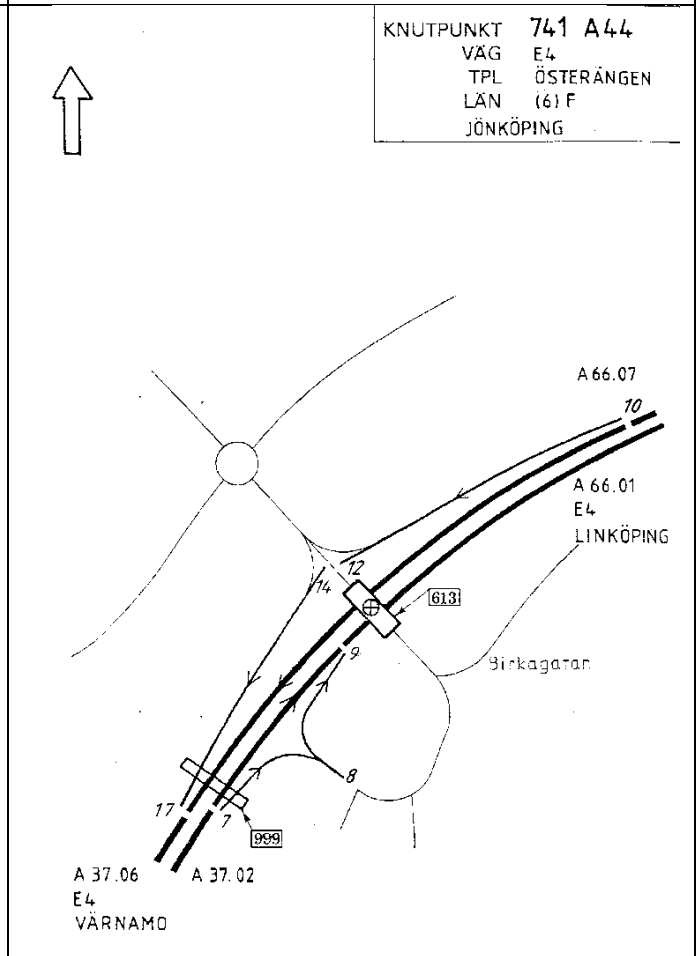 KNUTPUNKT 741 A44
VÄG E4
TPL ÖSTERÄNGEN
LÄN (6) F
JÖNKÖPING
A 66.07
10
A 66.01
E4
LINKÖPING
12
14
613
9
Birkagatan
8
17
7
999
A 37.06
A 37.02
E4
VÄRNAMO